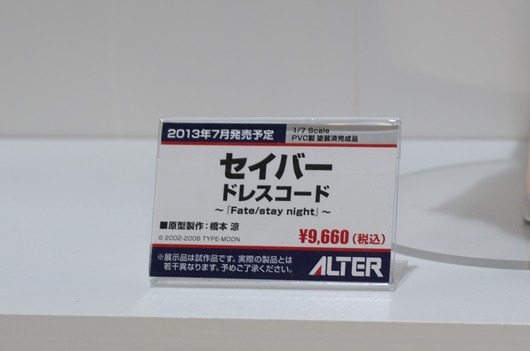 2013年7月発売予定
1/7 Scale
PVC製 塗装済完成品
セイバー
ドレスコード
～『Fate/stay night』～
■原型製作：橋本 涼
© 2002-2006 TYPE-MOON
¥9,660（税込）
※展示品は試作品です。実際の製品とは
若干異なります。予めご了承ください。
ALTER